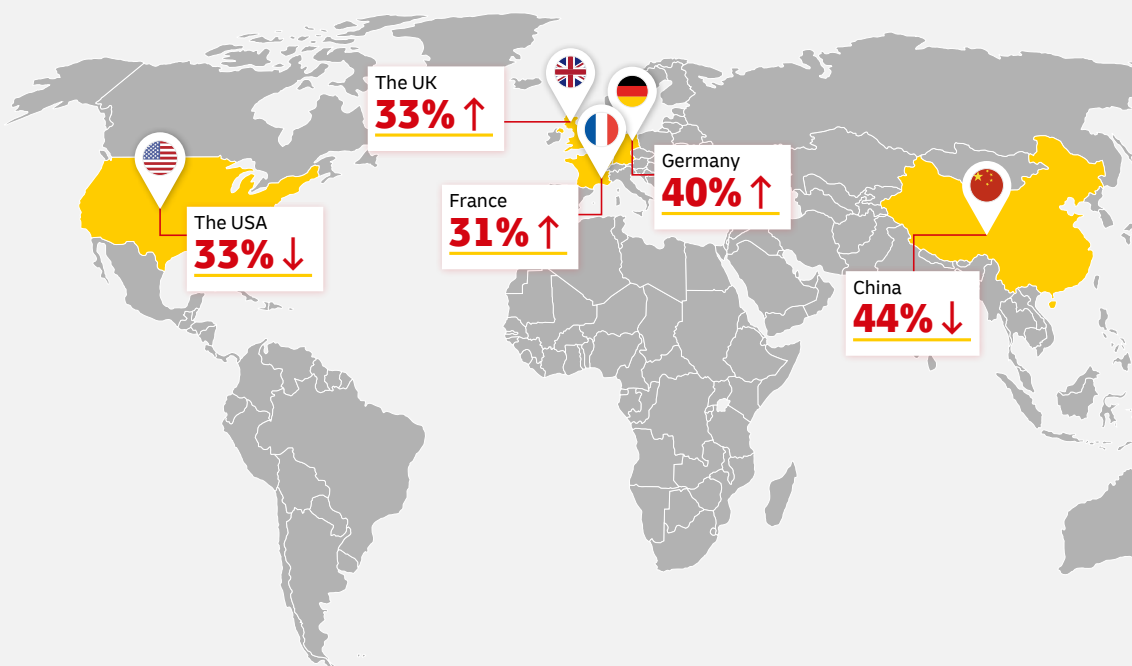 The UK
33% ↑
Germany
40% ↑
France
31% ↑
The USA
33% ↓
China
44% ↓